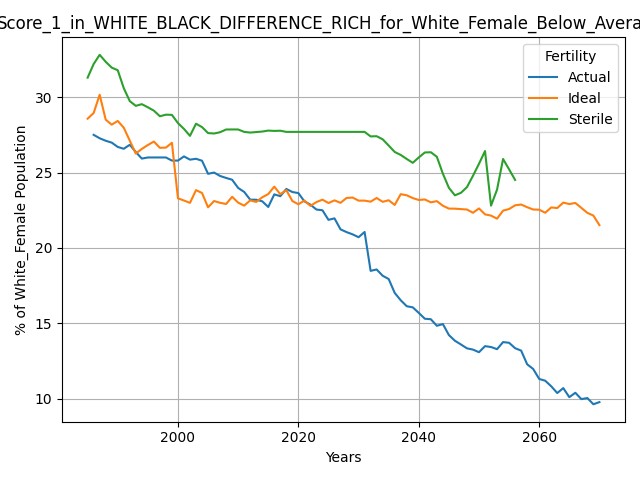 Score_1_in_WHITE_BLACK_DIFFERENCE_RICH_for_White_Female_Below_Avera
Fertility
Actual
Ideal
Sterile
% of White_Female Population
30
25
20
15
10
2000
2020
2040
2060
Years